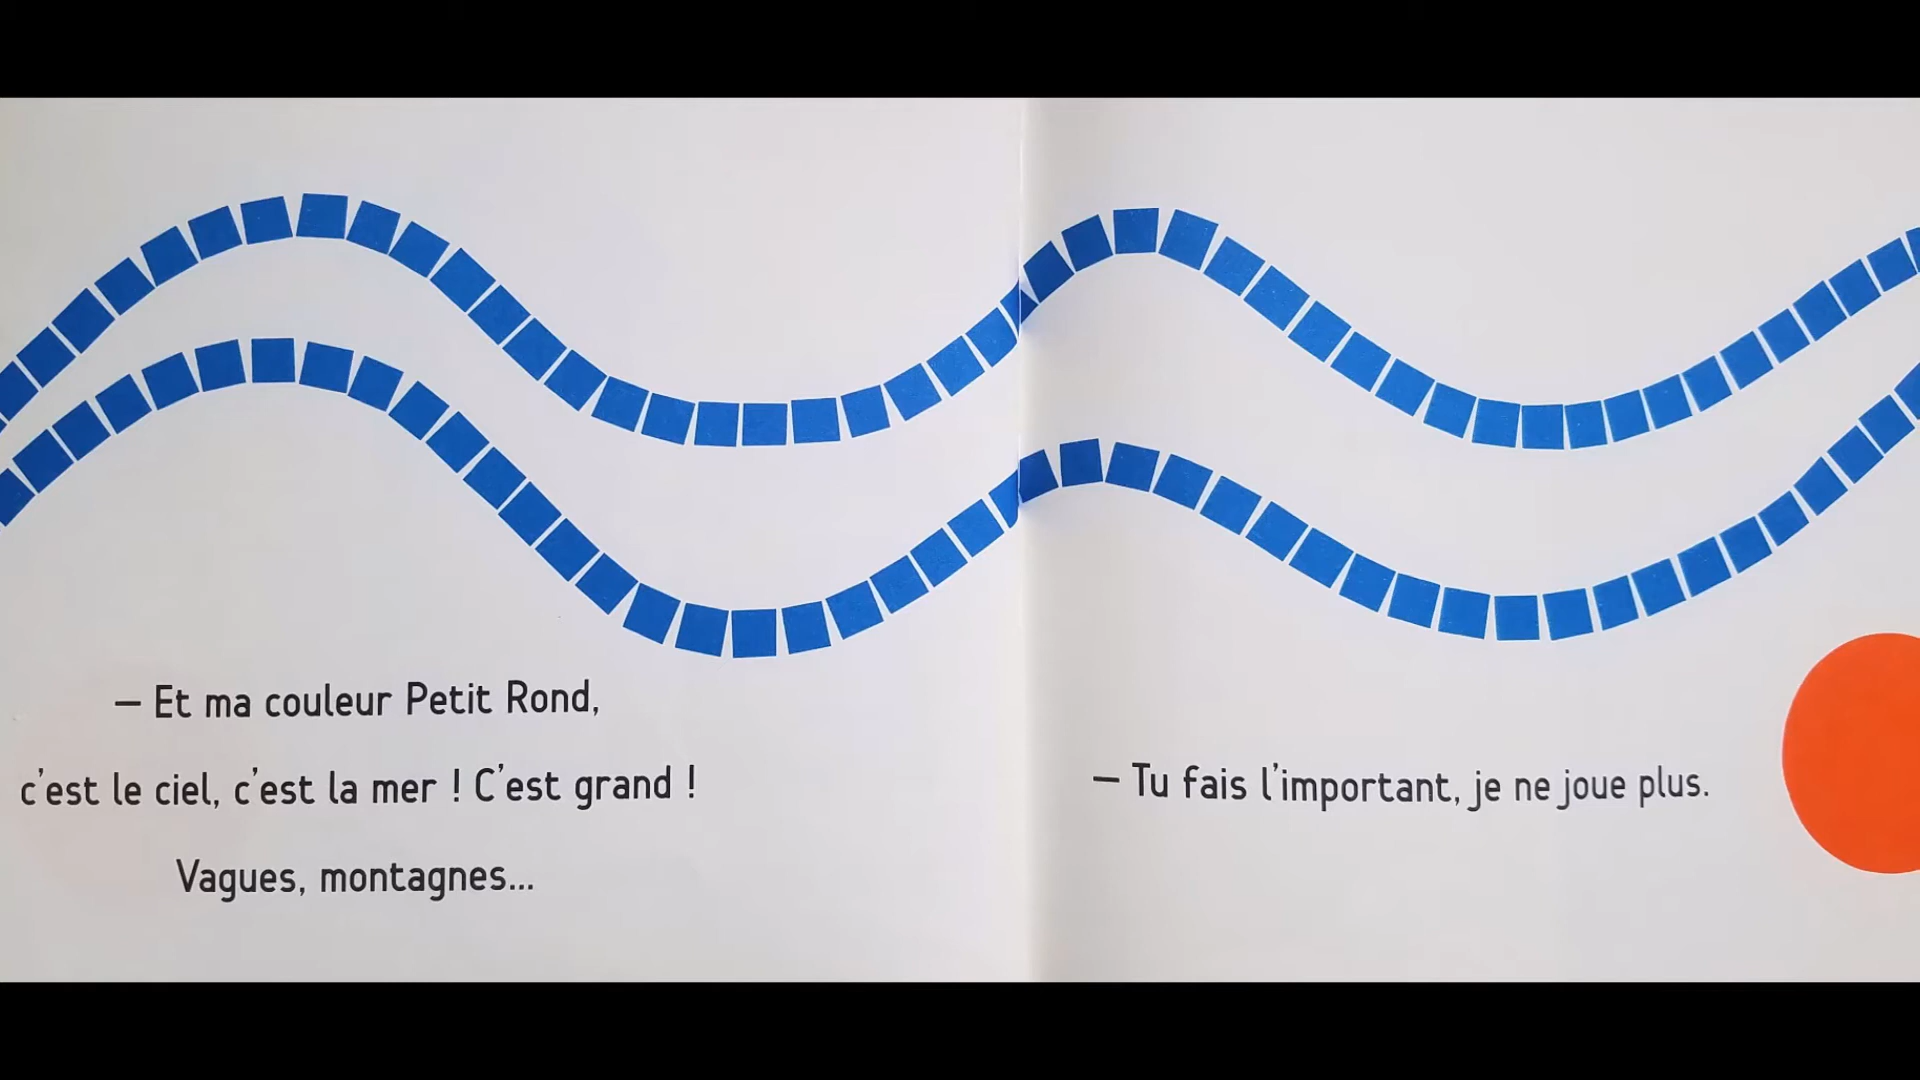 – Et ma couleur Petit Rond,
c'est le ciel, c'est la mer ! C'est grand !
Vagues, montagnes...
– Tu fais l'important, je ne joue plus.